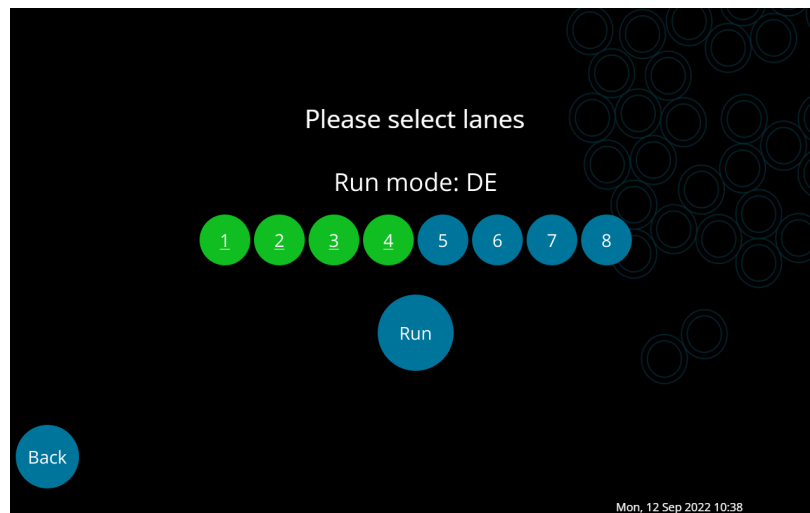 Please select lanes
Run mode: DE
1 2 3 4 5 6 7 8
Run
Back
Mon, 12 Sep 2022 10:38